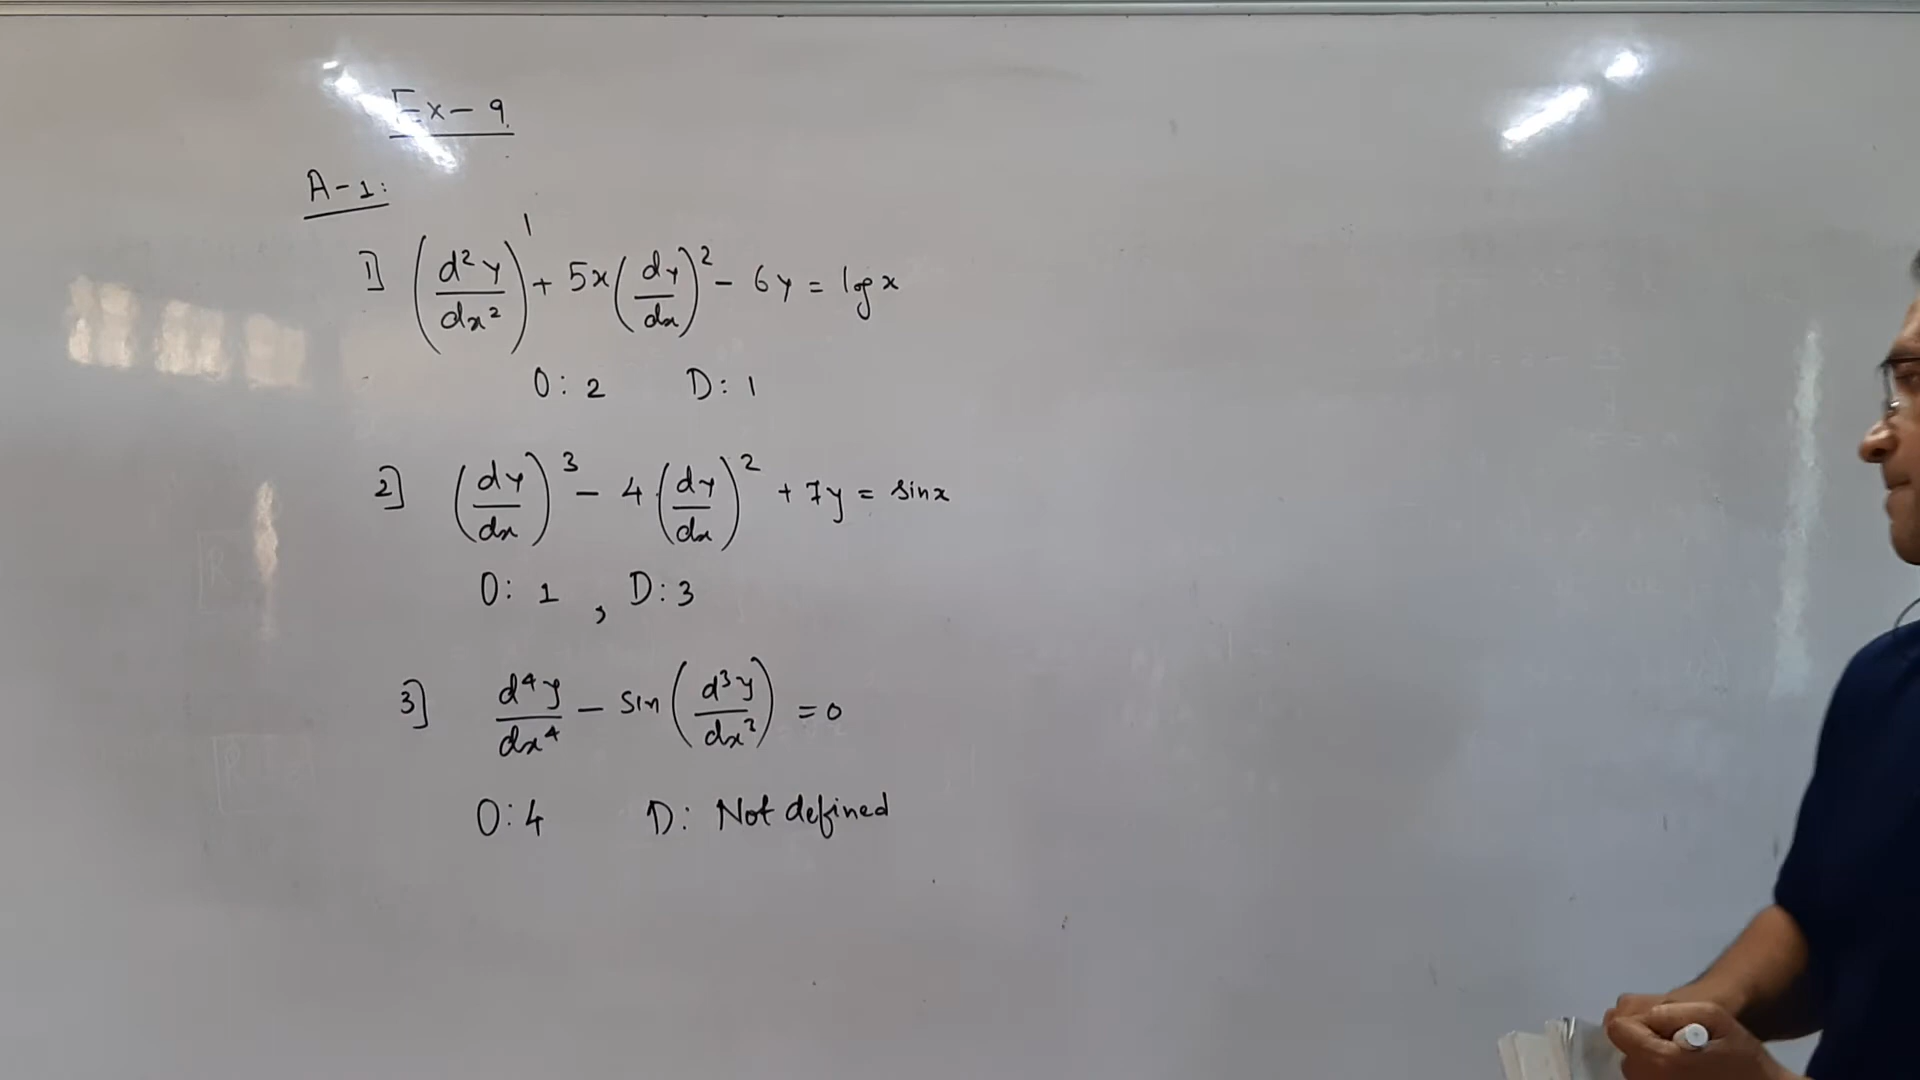 Ex-9.
A-1:
1] (d²y/dx²)¹ + 5x(dy/dx)² - 6y = log x
O: 2 D: 1
2] (dy/dx)³ - 4(dy/dx)² + 7y = sinx
O: 1 , D: 3
3] d⁴y/dx⁴ - sin(d³y/dx³) = 0
O: 4 D: Not defined